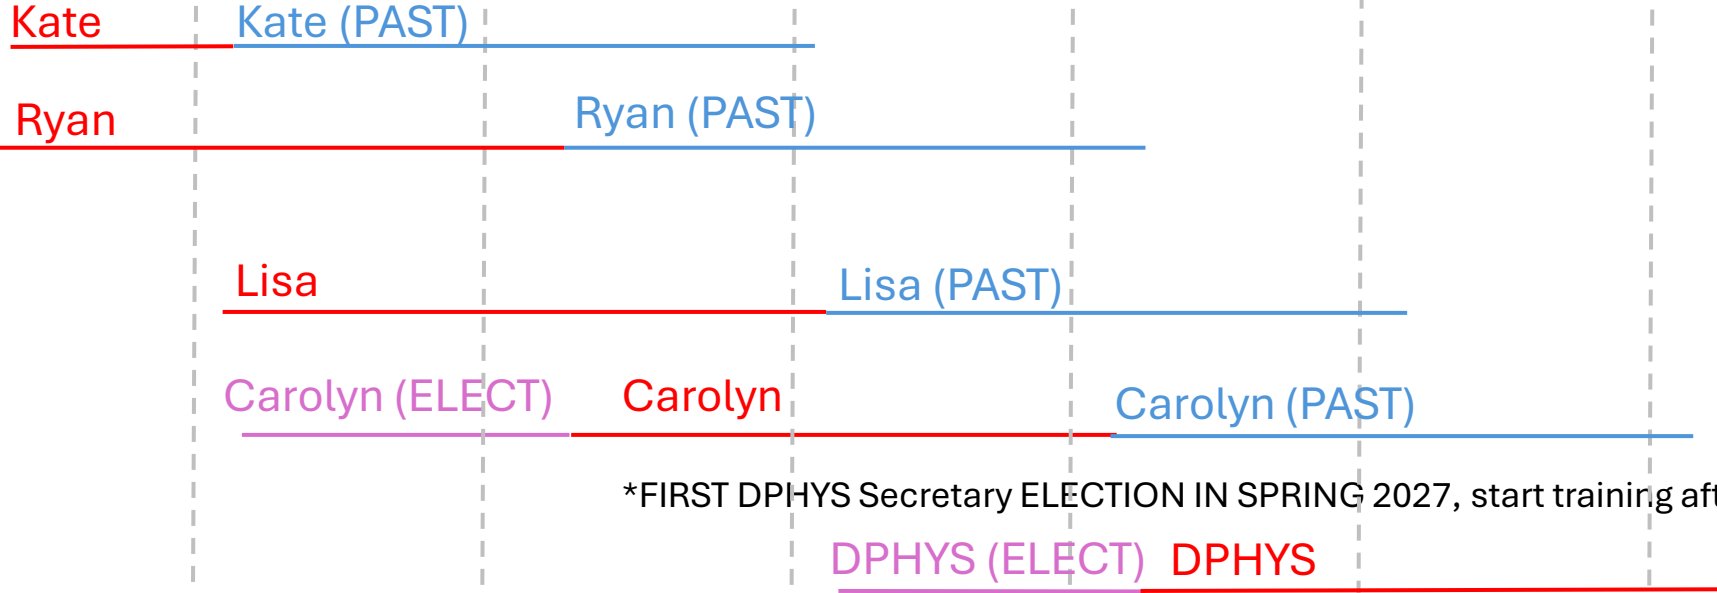 Kate Kate (PAST)
Ryan Ryan (PAST)
Lisa Lisa (PAST)
Carolyn (ELECT) Carolyn Carolyn (PAST)
*FIRST DPHYS Secretary ELECTION IN SPRING 2027, start training
DPHYS (ELECT) DPHYS